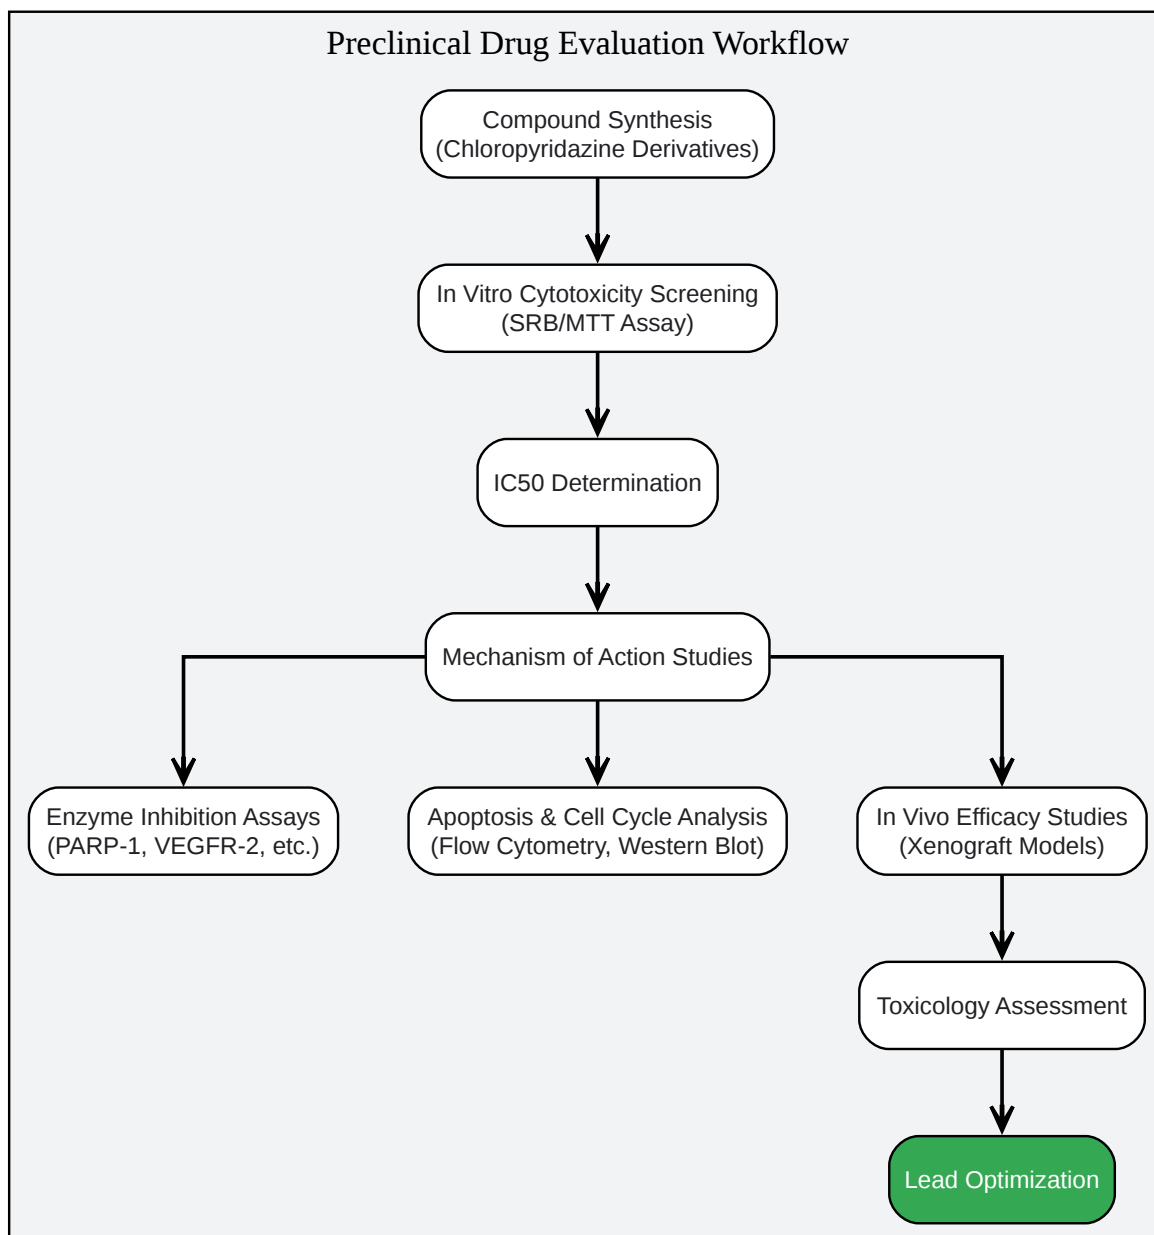 Preclinical Drug Evaluation Workflow
Compound Synthesis
(Chloropyridazine Derivatives)
In Vitro Cytotoxicity Screening
(SRB/MTT Assay)
IC50 Determination
Mechanism of Action Studies
Enzyme Inhibition Assays
(PARP-1, VEGFR-2, etc.)
Apoptosis & Cell Cycle Analysis
(Flow Cytometry, Western Blot)
In Vivo Efficacy Studies
(Xenograft Models)
Toxicology Assessment
Lead Optimization